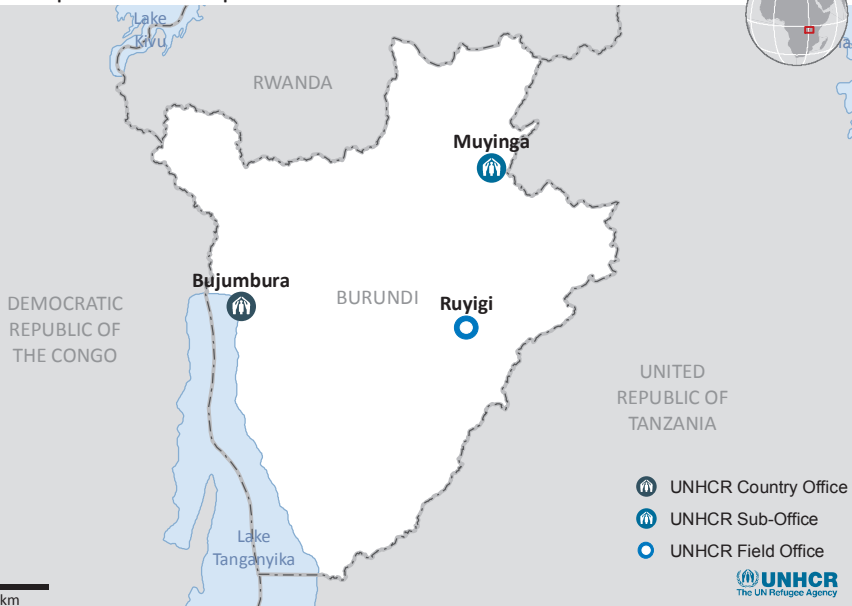 Lake
Kivu
RWANDA
Muyinga
Bujumbura
BURUNDI
Ruyigi
DEMOCRATIC
REPUBLIC OF
THE CONGO
UNITED
REPUBLIC OF
TANZANIA
UNHCR Country Office
UNHCR Sub-Office
UNHCR Field Office
Lake
Tanganyika
UNHCR
The UN Refugee Agency
km